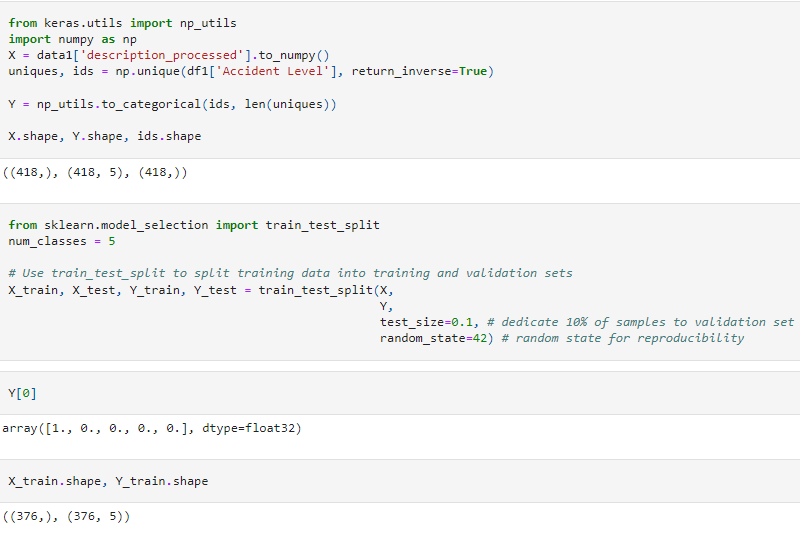 from keras.utils import np_utils
import numpy as np
X = data1['description_processed'].to_numpy()
uniques, ids = np.unique(df1['Accident Level'], return_inverse=True)
Y = np_utils.to_categorical(ids, len(uniques))
X.shape, Y.shape, ids.shape
((418,), (418, 5), (418,))
from sklearn.model_selection import train_test_split
num_classes = 5
# Use train_test_split to split training data into training and validation sets
X_train, X_test, Y_train, Y_test = train_test_split(X,
Y,
test_size=0.1, # dedicate 10% of samples to validation set
random_state=42) # random state for reproducibility
Y[0]
array([1., 0., 0., 0., 0.], dtype=float32)
X_train.shape, Y_train.shape
((376,), (376, 5))